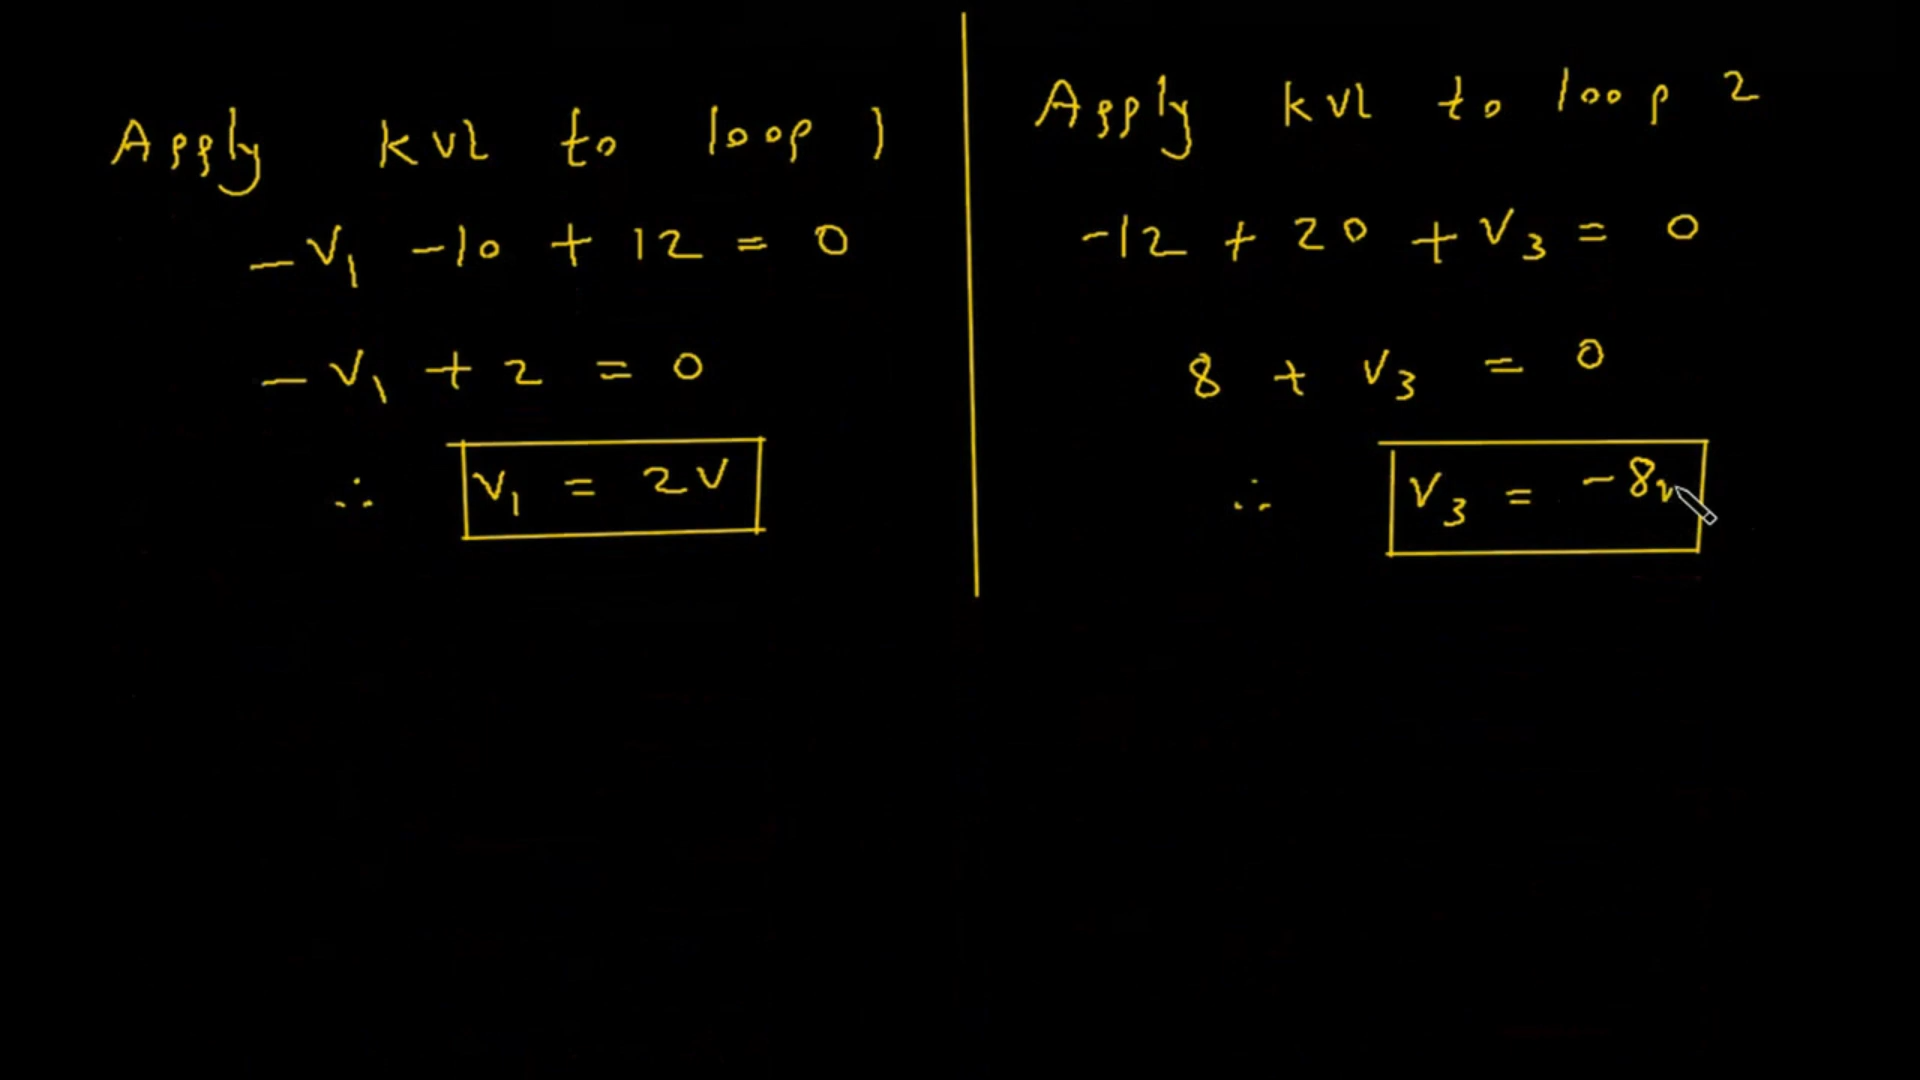 Apply kvl to loop 1
-V₁ -10 + 12 = 0
-V₁ + 2 = 0
∴ V₁ = 2V
Apply kvl to loop 2
-12 + 20 + V₃ = 0
8 + V₃ = 0
∴ V₃ = -8v